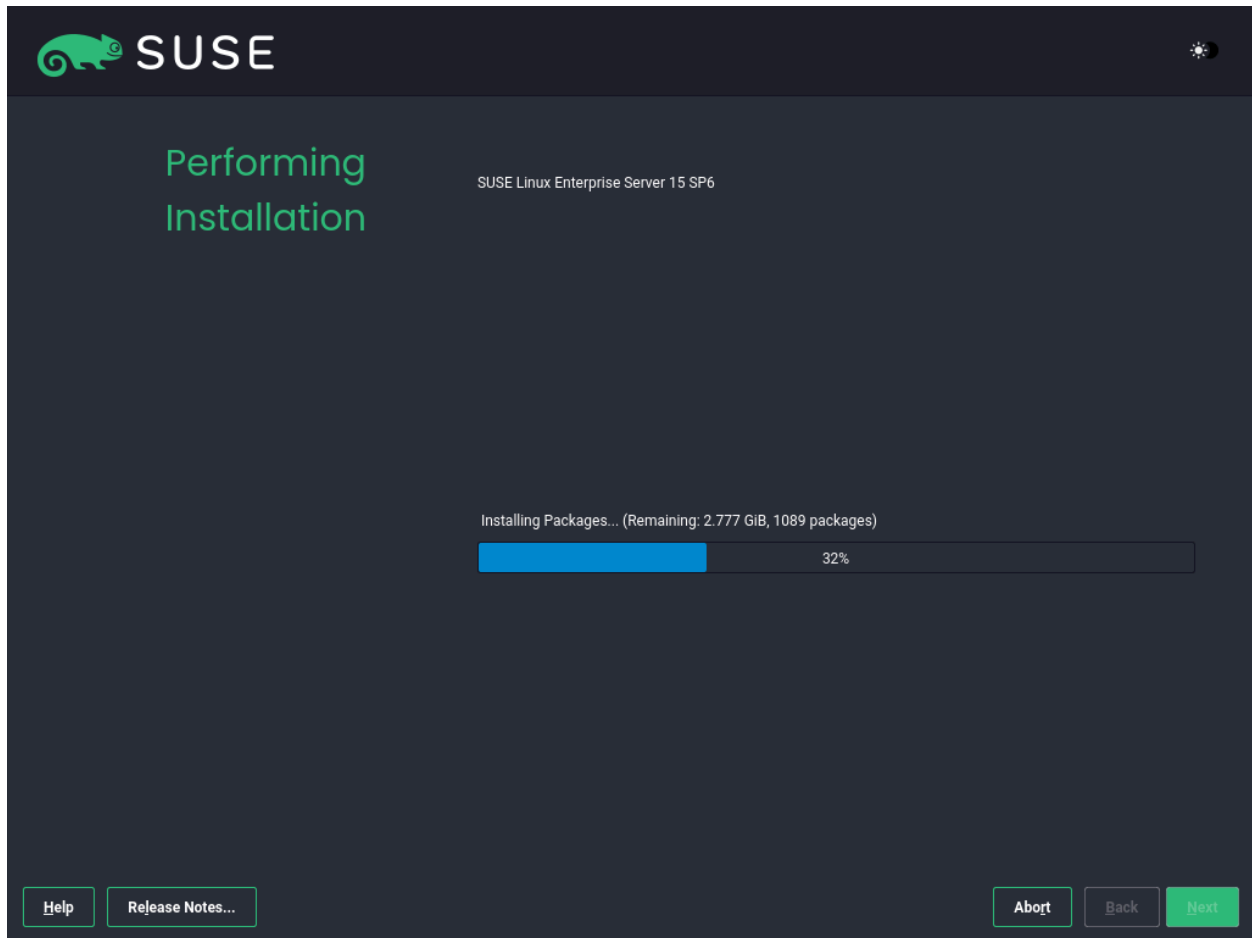 SUSE
Performing
Installation
SUSE Linux Enterprise Server 15 SP6
Installing Packages... (Remaining: 2.777 GiB, 1089 packages)
32%
Help
Release Notes...
Abort
Back
Next